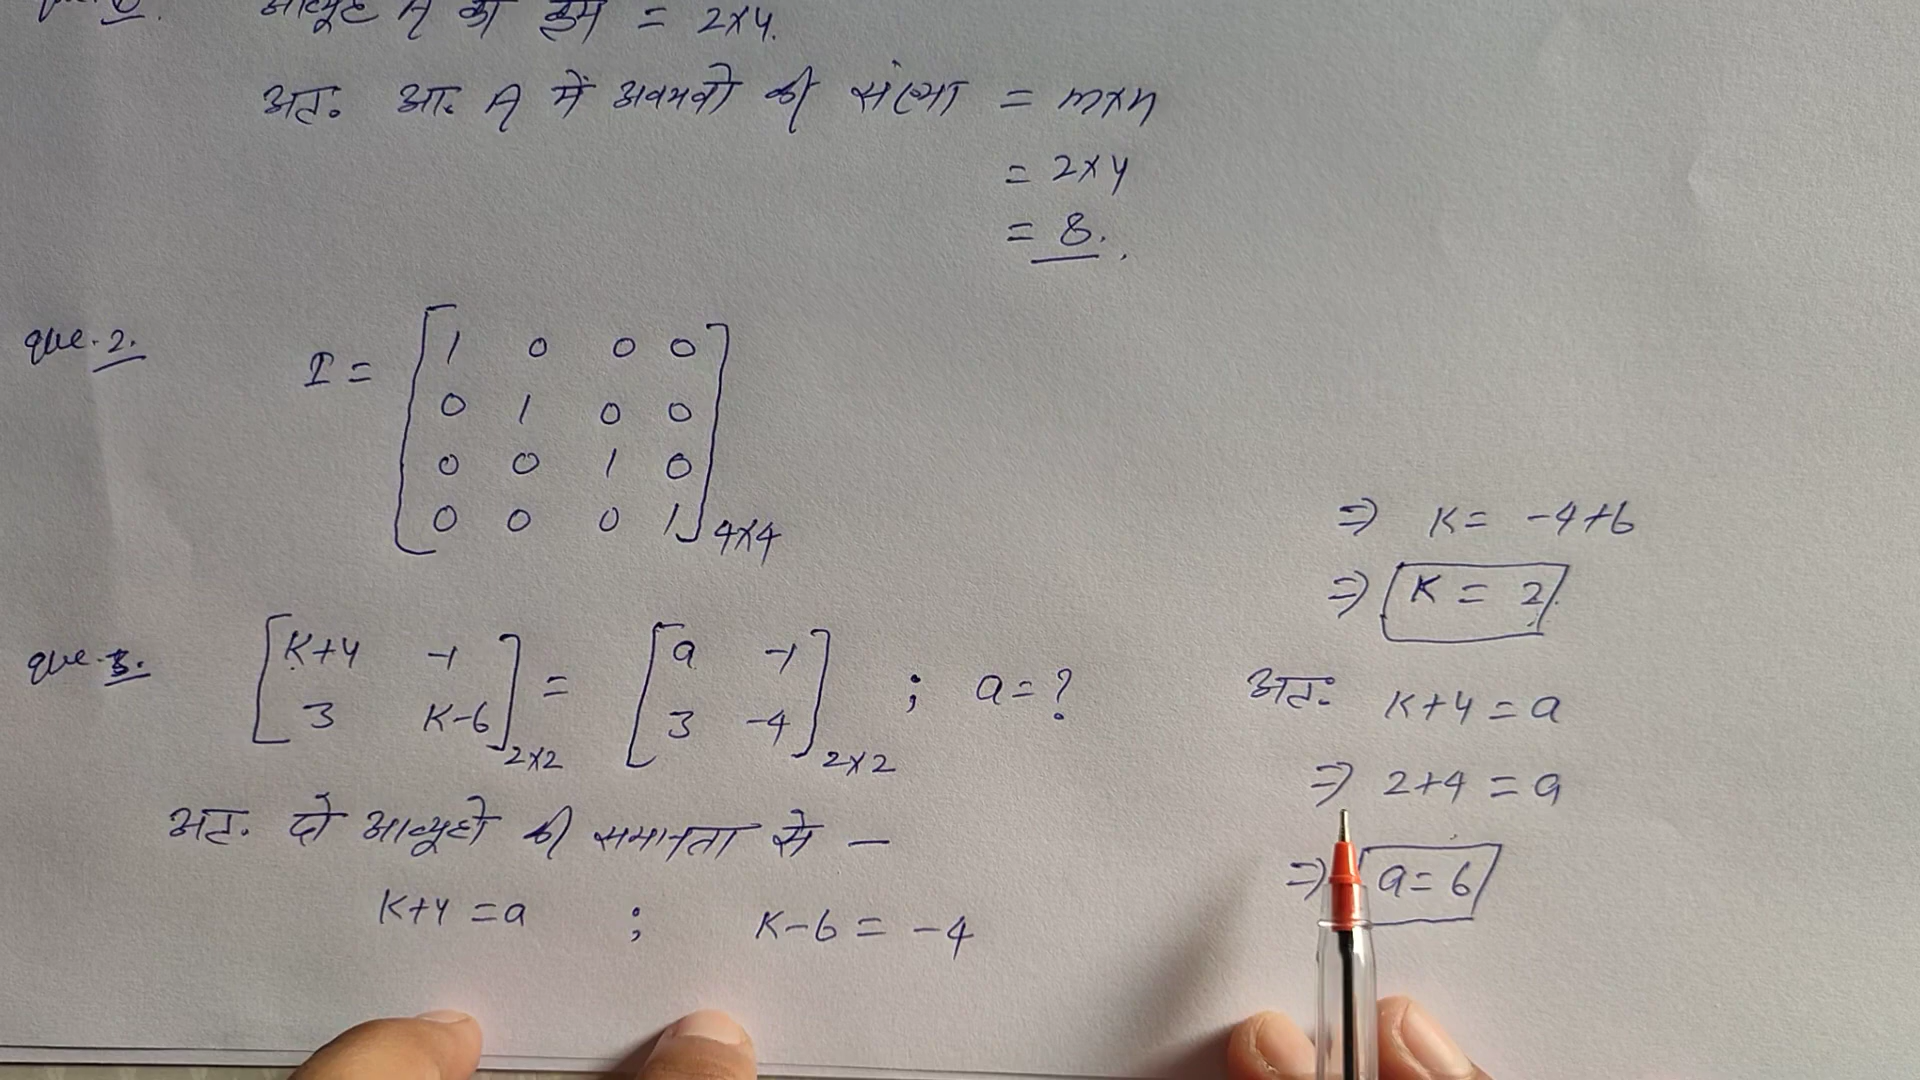 आव्यूह A का क्रम = 2×4.
अतः आ. A में अवयवों की संख्या = m×n
= 2×4
= 8.
que.2. I = [1 0 0 0
0 1 0 0
0 0 1 0
0 0 0 1]4×4
que.3. [K+4 -1 = [a -1 ; a=?
3 K-6]2×2 3 -4]2×2
अतः दो आव्यूहों की समानता से –
K+4 = a ; K-6 = -4
⇒ K = -4+6
⇒ K = 2.
अतः K+4 = a
⇒ 2+4 = a
⇒ a = 6